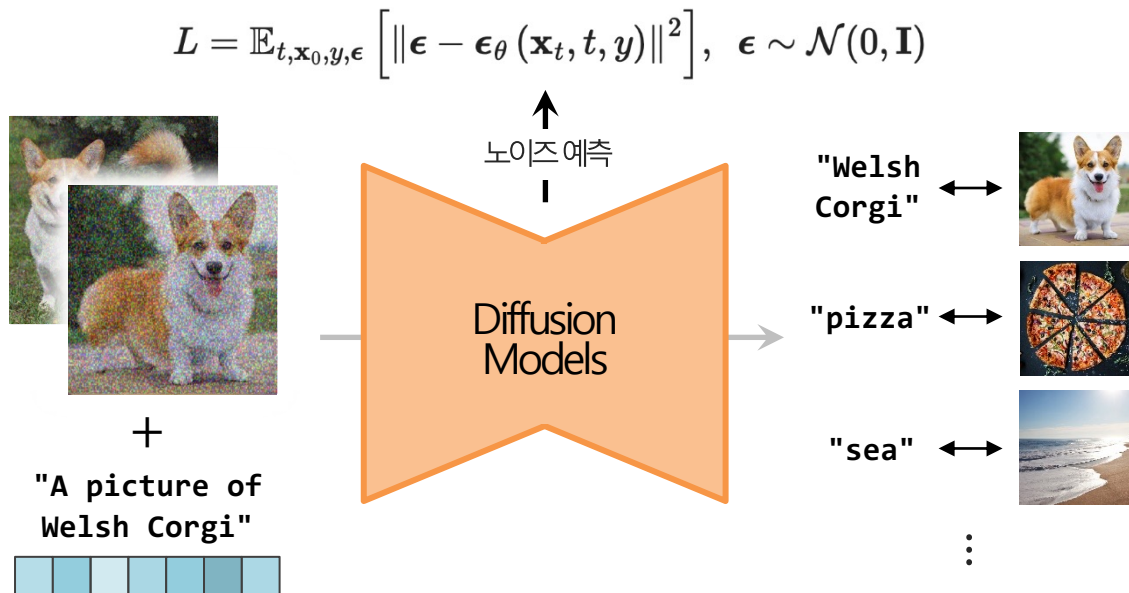 L = 𝔼_{t,𝐱₀,y,𝛜} [‖𝛜 − 𝛜_θ (𝐱_t, t, y)‖²], 𝛜 ∼ 𝒩(0, 𝐈)
노이즈 예측
"Welsh
Corgi"
Diffusion
Models
"pizza"
"sea"
+
"A picture of
Welsh Corgi"
⋮